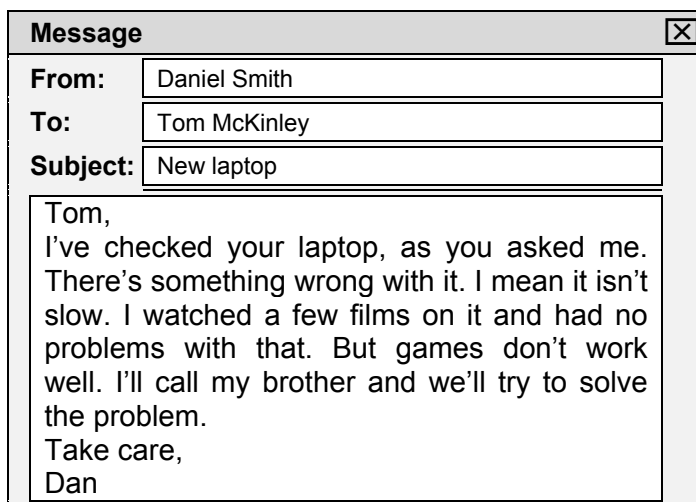 Message
From: Daniel Smith
To: Tom McKinley
Subject: New laptop
Tom,
I’ve checked your laptop, as you asked me.
There’s something wrong with it. I mean it isn’t
slow. I watched a few films on it and had no
problems with that. But games don’t work
well. I’ll call my brother and we’ll try to solve
the problem.
Take care,
Dan